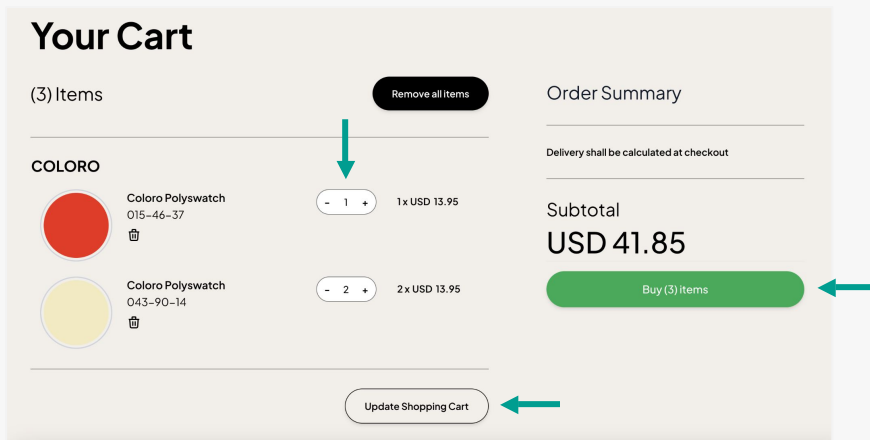 Your Cart
(3) Items
Remove all items
COLORO
Coloro Polyswatch
015-46-37
- 1 +
1 x USD 13.95
Coloro Polyswatch
043-90-14
- 2 +
2 x USD 13.95
Update Shopping Cart
Order Summary
Delivery shall be calculated at checkout
Subtotal
USD 41.85
Buy (3) items